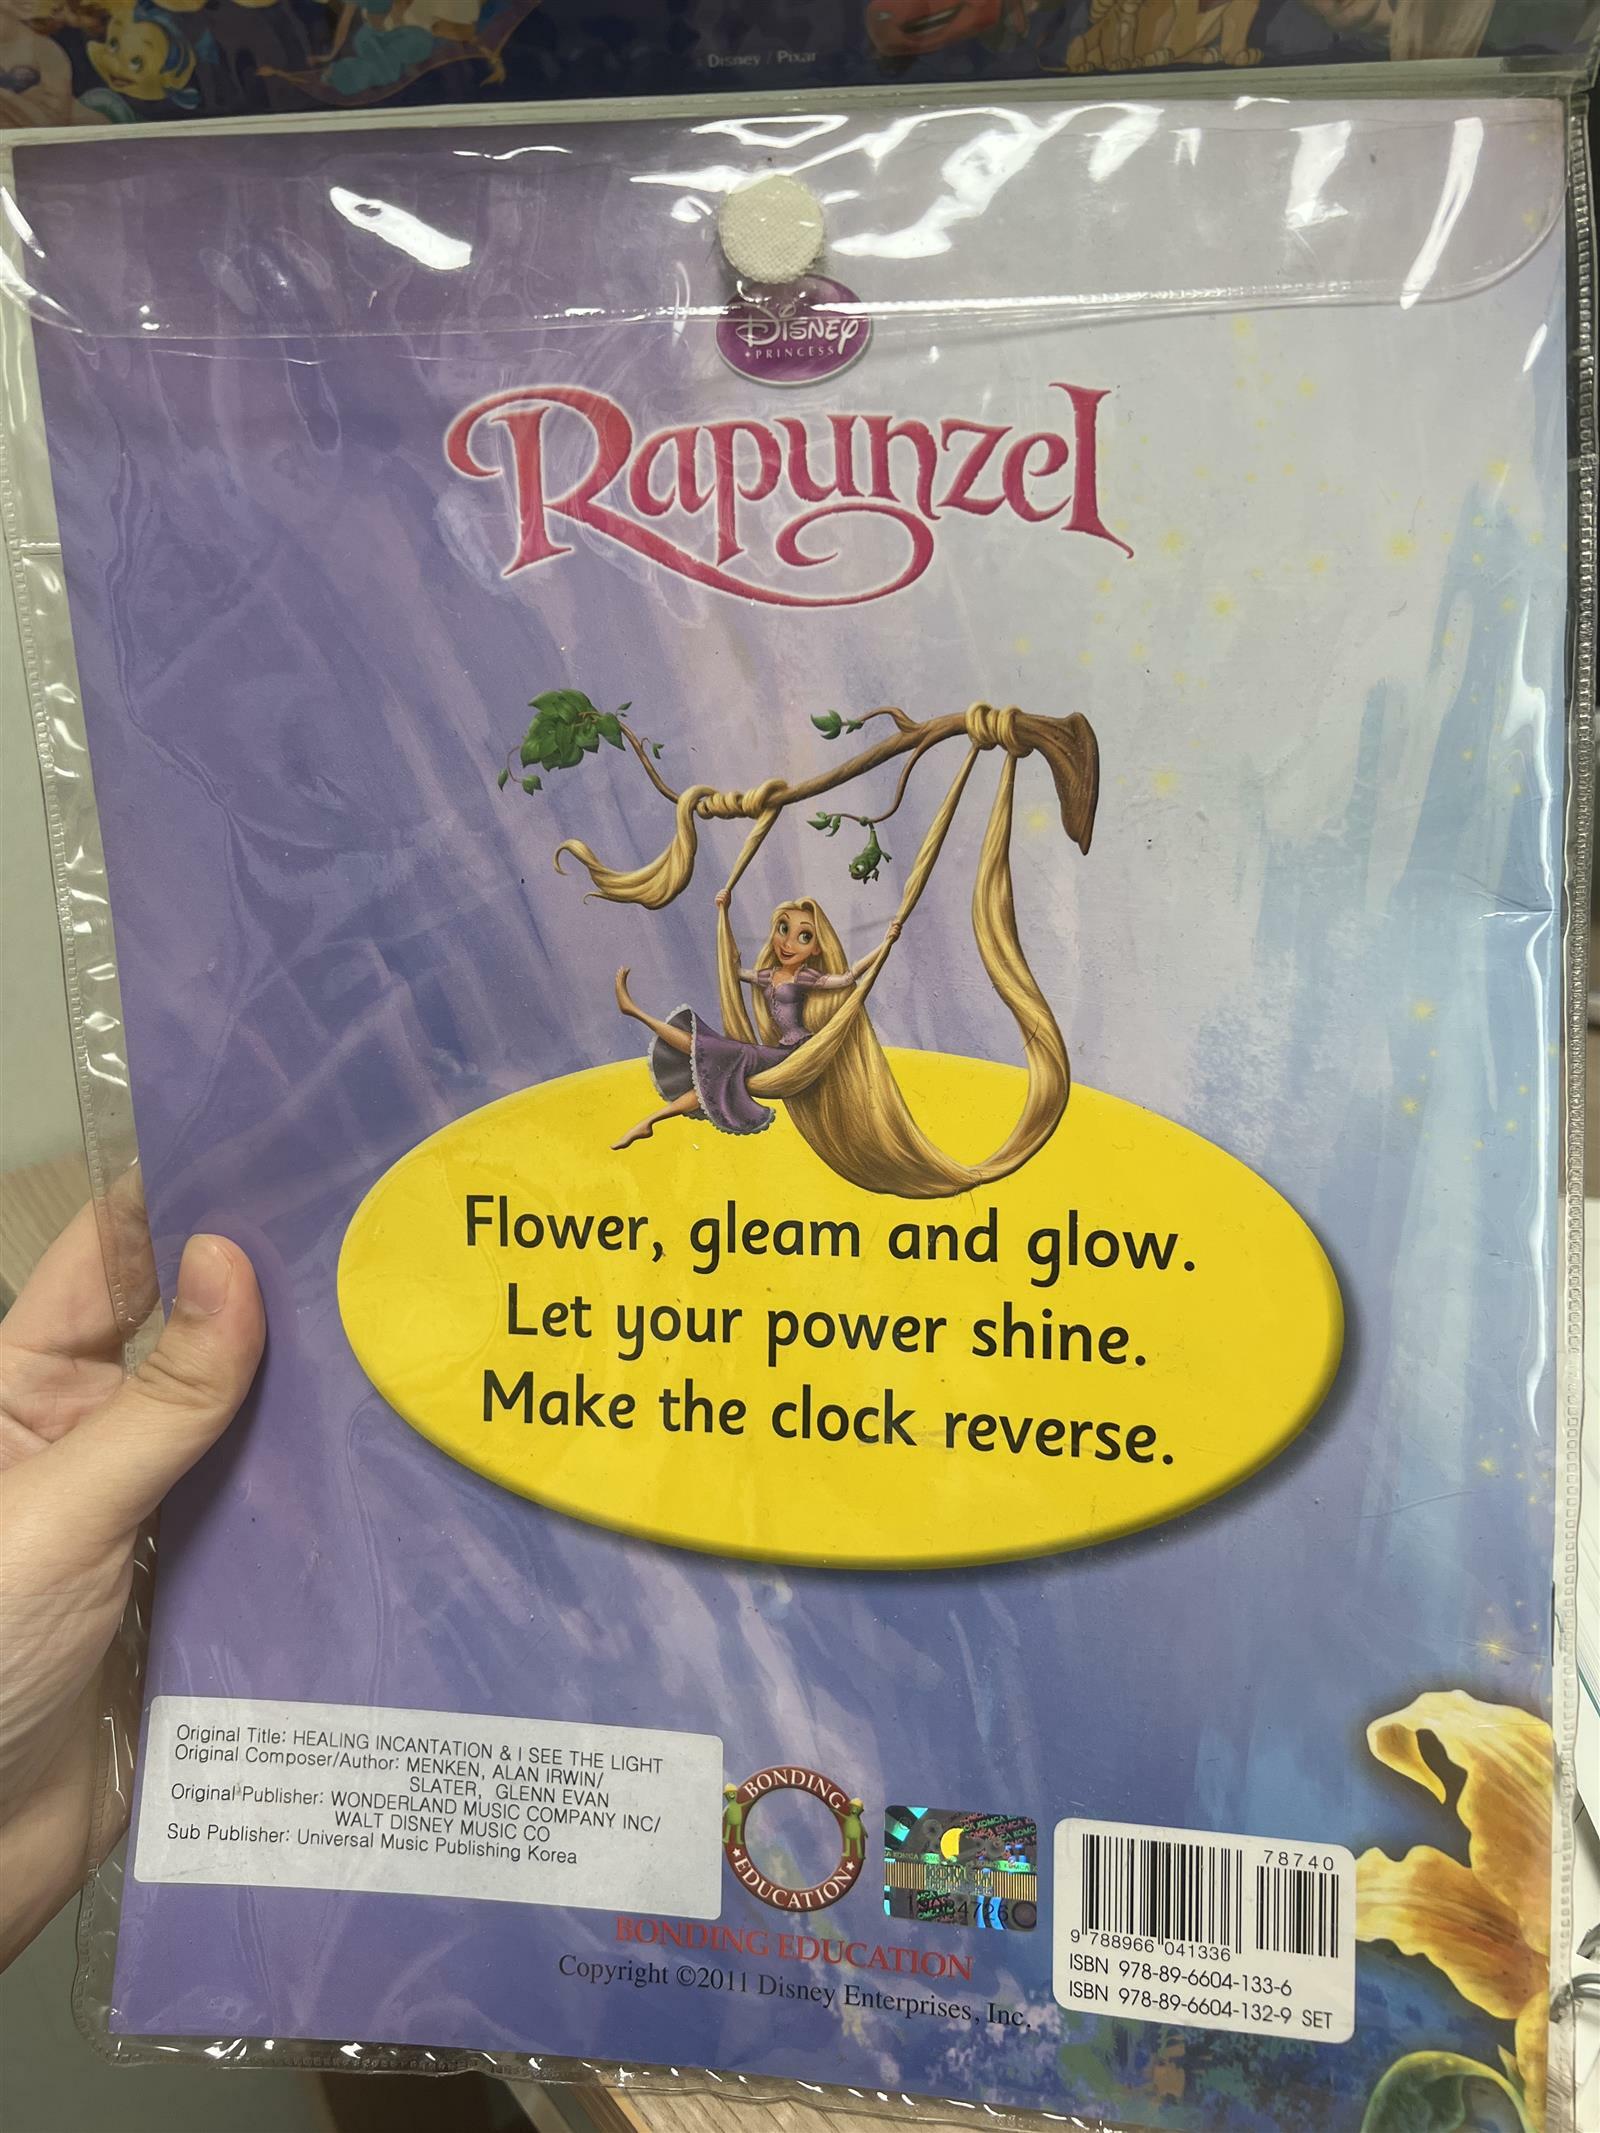 Disney / Pixar
Disney
PRINCESS
Rapunzel
Flower, gleam and glow.
Let your power shine.
Make the clock reverse.
Original Title: HEALING INCANTATION & I SEE THE LIGHT
Original Composer/Author: MENKEN, ALAN IRWIN/
SLATER, GLENN EVAN
Original Publisher: WONDERLAND MUSIC COMPANY INC/
WALT DISNEY MUSIC CO
Sub Publisher: Universal Music Publishing Korea
BONDING
EDUCATION
BONDING EDUCATION
Copyright ©2011 Disney Enterprises, Inc.
78740
9 788966 041336
ISBN 978-89-6604-133-6
ISBN 978-89-6604-132-9 SET